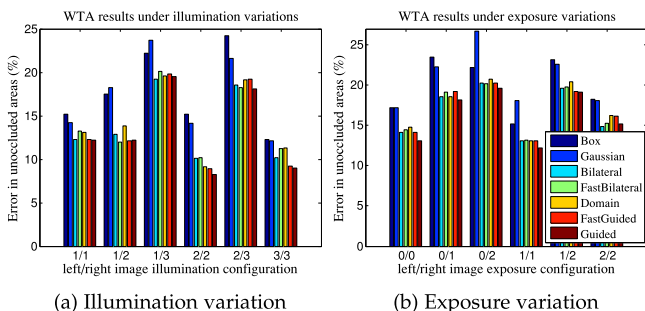 WTA results under illumination variations
25
20
15
10
5
0
Error in unoccluded areas (%)
1/1 1/2 1/3 2/2 2/3 3/3
left/right image illumination configuration
(a) Illumination variation
WTA results under exposure variations
25
20
15
10
5
0
Error in unoccluded areas (%)
Box
Gaussian
Bilateral
FastBilateral
Domain
FastGuided
Guided
0/0 0/1 0/2 1/1 1/2 2/2
left/right image exposure configuration
(b) Exposure variation